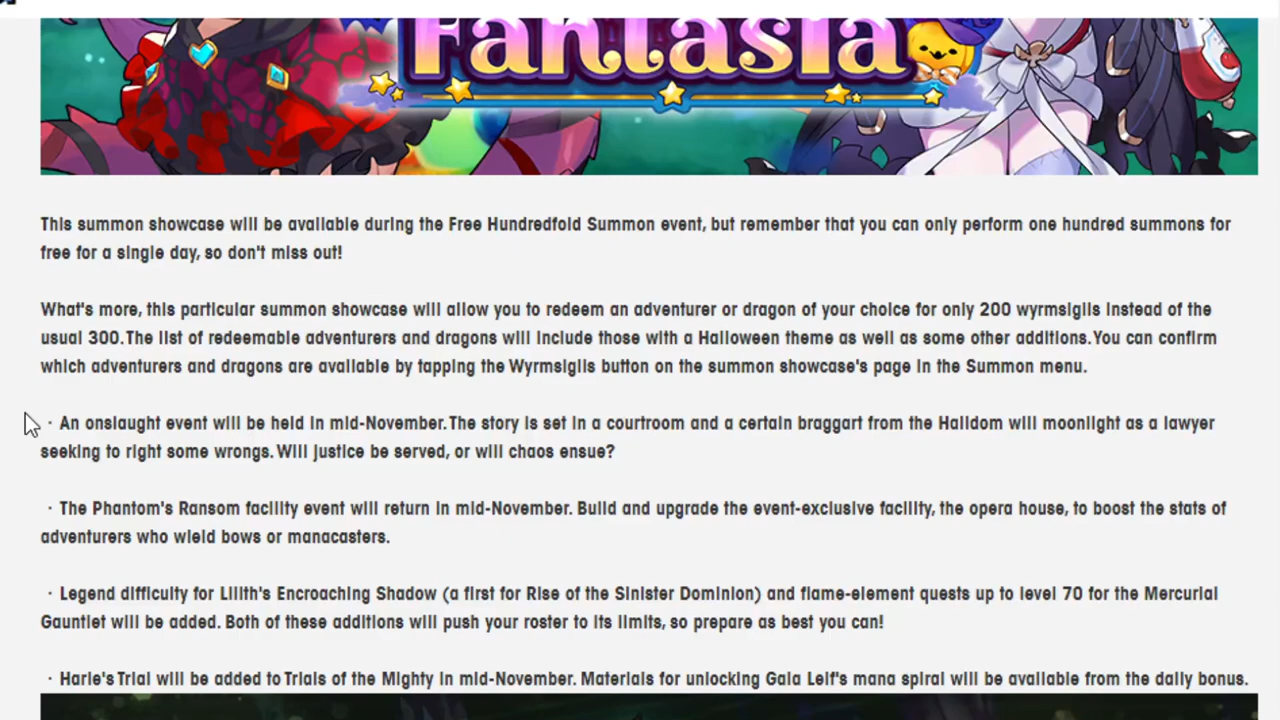 Fantasia
This summon showcase will be available during the Free Hundredfold Summon event, but remember that you can only perform one hundred summons for
free for a single day, so don't miss out!
What's more, this particular summon showcase will allow you to redeem an adventurer or dragon of your choice for only 200 wyrmsigils instead of the
usual 300. The list of redeemable adventurers and dragons will include those with a Halloween theme as well as some other additions. You can confirm
which adventurers and dragons are available by tapping the Wyrmsigils button on the summon showcase's page in the Summon menu.
· An onslaught event will be held in mid-November. The story is set in a courtroom and a certain braggart from the Halidom will moonlight as a lawyer
seeking to right some wrongs. Will justice be served, or will chaos ensue?
· The Phantom's Ransom facility event will return in mid-November. Build and upgrade the event-exclusive facility, the opera house, to boost the stats of
adventurers who wield bows or manacasters.
· Legend difficulty for Lilith's Encroaching Shadow (a first for Rise of the Sinister Dominion) and flame-element quests up to level 70 for the Mercurial
Gauntlet will be added. Both of these additions will push your roster to its limits, so prepare as best you can!
· Harle's Trial will be added to Trials of the Mighty in mid-November. Materials for unlocking Gala Leif's mana spiral will be available from the daily bonus.